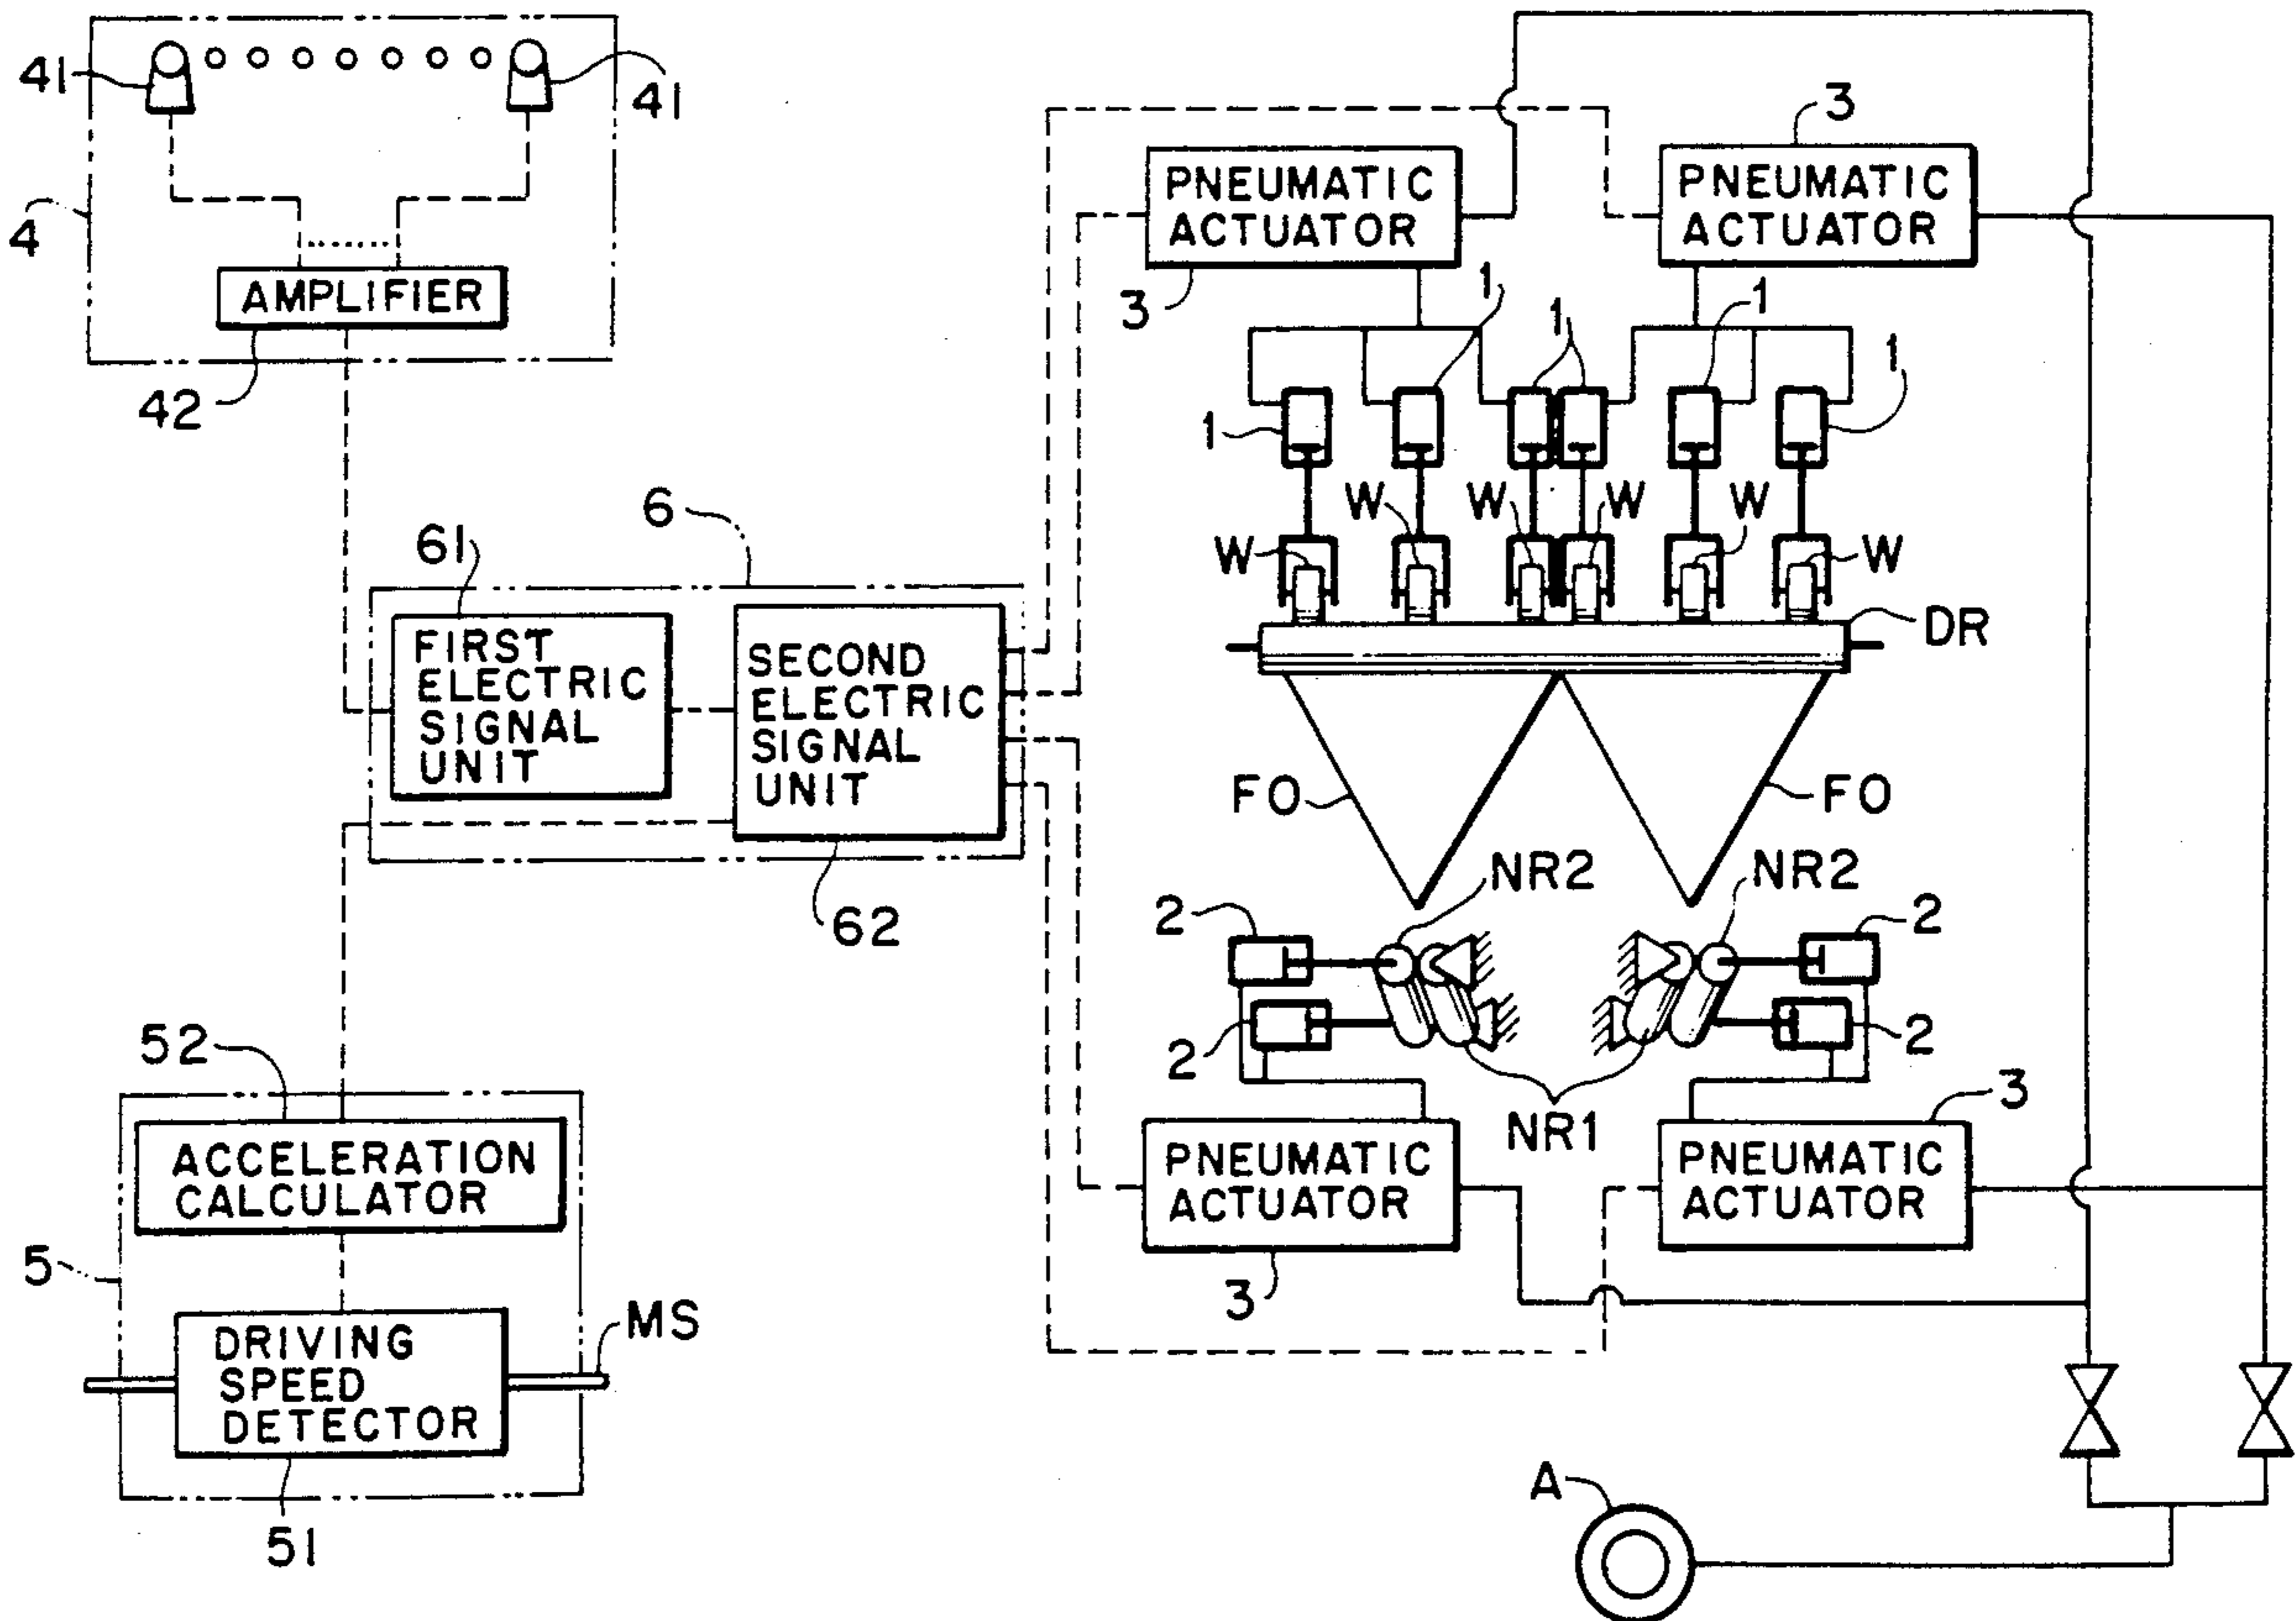 41
41
4
AMPLIFIER
42
3
PNEUMATIC
ACTUATOR
3
PNEUMATIC
ACTUATOR
1
1
1
1
1
W
W
W
W
W
W
DR
6
61
FIRST
ELECTRIC
SIGNAL
UNIT
SECOND
ELECTRIC
SIGNAL
UNIT
62
FO
FO
NR2
NR2
2
2
2
2
NR1
52
ACCELERATION
CALCULATOR
5
DRIVING
SPEED
DETECTOR
MS
51
PNEUMATIC
ACTUATOR
3
3
PNEUMATIC
ACTUATOR
A